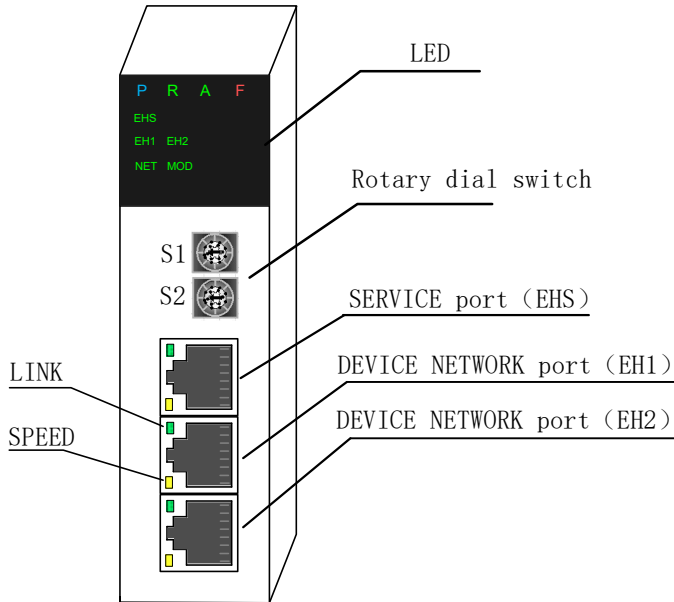 LED
P R A F
EHS
EH1 EH2
NET MOD
Rotary dial switch
S1
S2
SERVICE port（EHS）
DEVICE NETWORK port（EH1）
LINK
DEVICE NETWORK port（EH2）
SPEED